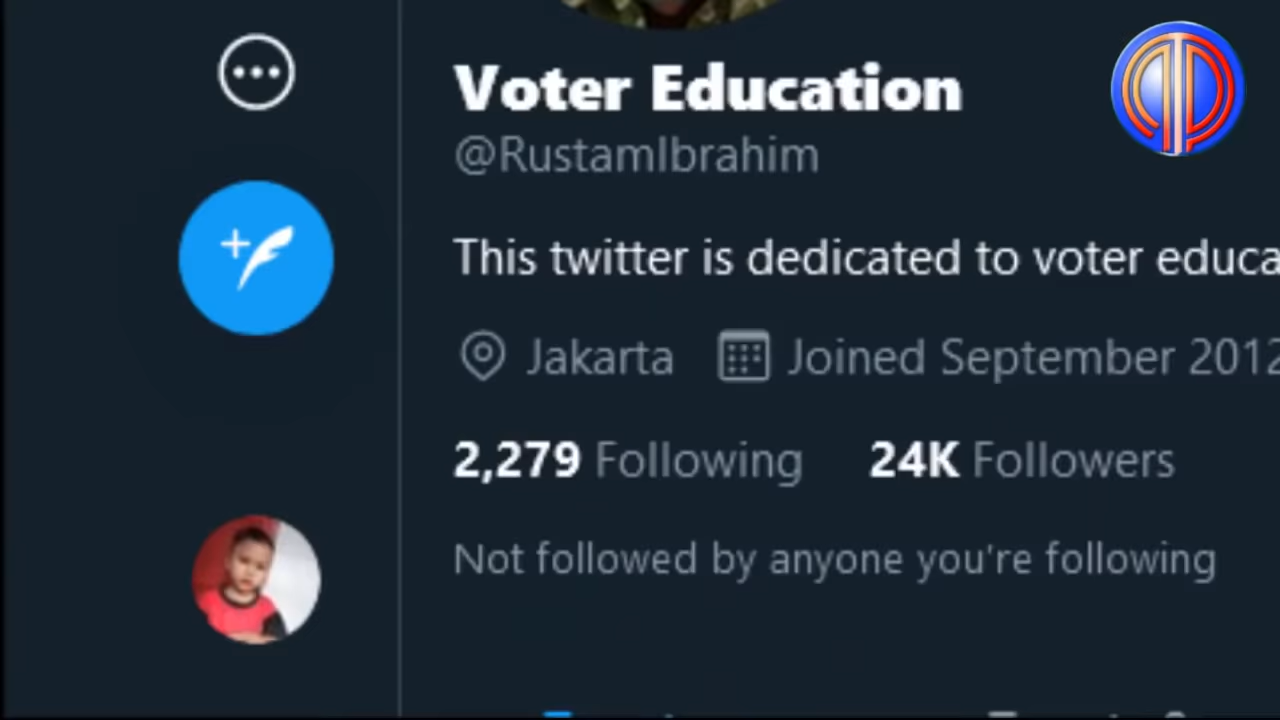 Voter Education
@RustamIbrahim
This twitter is dedicated to voter educa
Jakarta Joined September 2012
2,279 Following 24K Followers
Not followed by anyone you're following